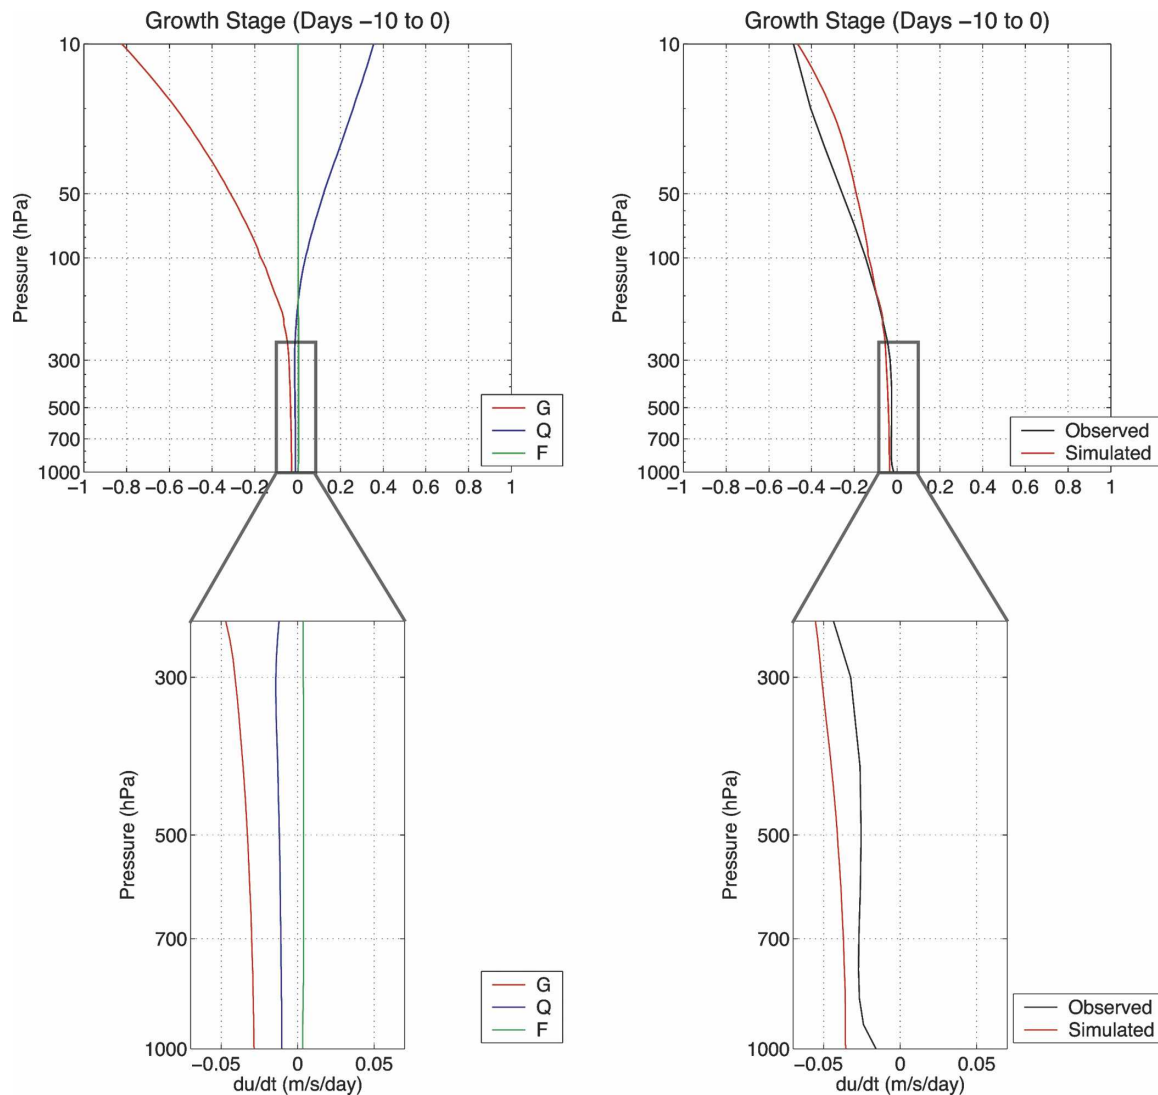 Growth Stage (Days −10 to 0)
10
50
100
300
500
700
1000
Pressure (hPa)
−1 −0.8 −0.6 −0.4 −0.2 0 0.2 0.4 0.6 0.8 1
G
Q
F
Growth Stage (Days −10 to 0)
10
50
100
300
500
700
1000
Pressure (hPa)
−1 −0.8 −0.6 −0.4 −0.2 0 0.2 0.4 0.6 0.8 1
Observed
Simulated
300
500
700
1000
Pressure (hPa)
−0.05 0 0.05
du/dt (m/s/day)
G
Q
F
300
500
700
1000
Pressure (hPa)
−0.05 0 0.05
du/dt (m/s/day)
Observed
Simulated